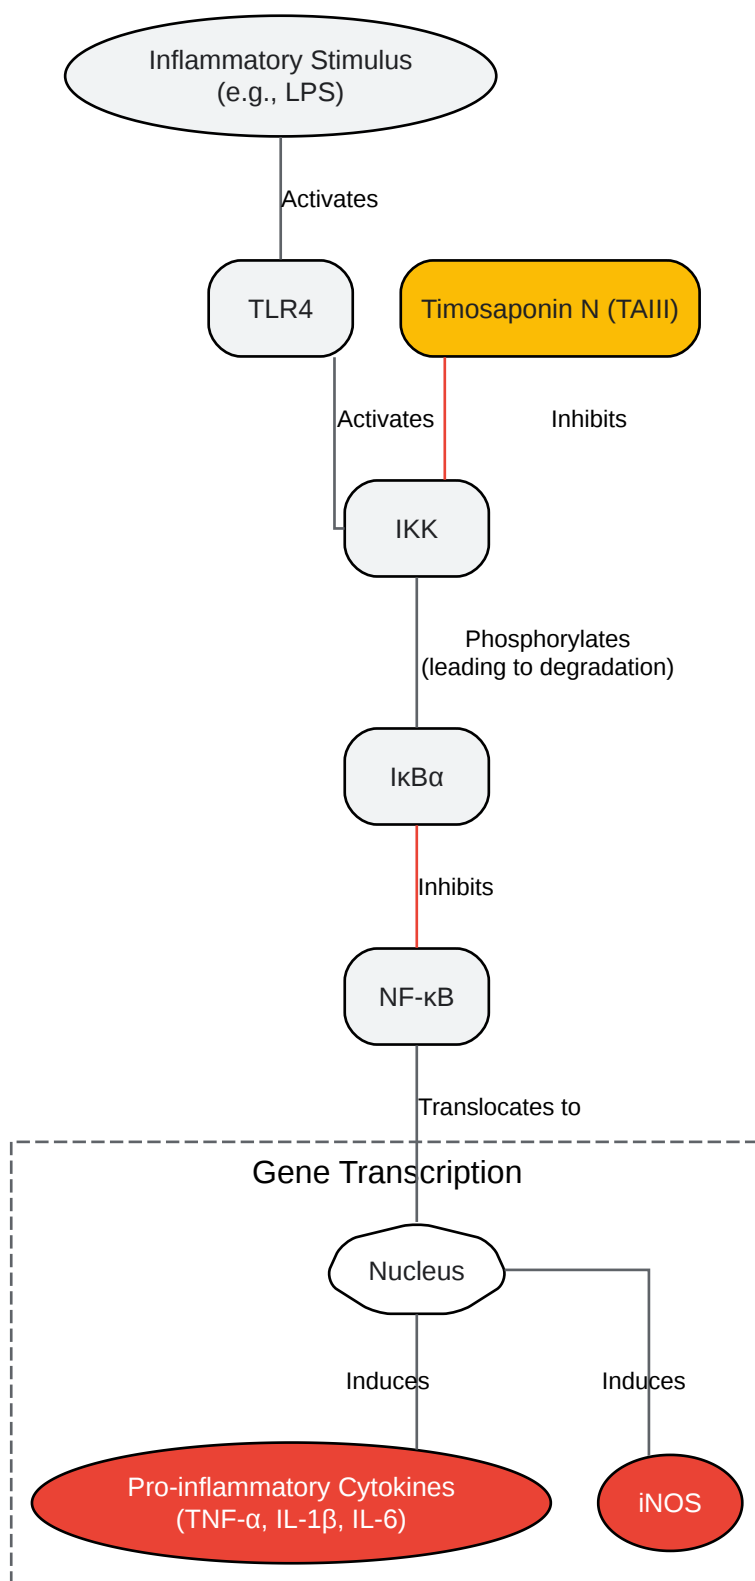 Inflammatory Stimulus
(e.g., LPS)
Activates
TLR4
Timosaponin N (TAIII)
Activates
Inhibits
IKK
Phosphorylates
(leading to degradation)
IκBα
Inhibits
NF-κB
Translocates to
Gene Transcription
Nucleus
Induces
Induces
Pro-inflammatory Cytokines
(TNF-α, IL-1β, IL-6)
iNOS